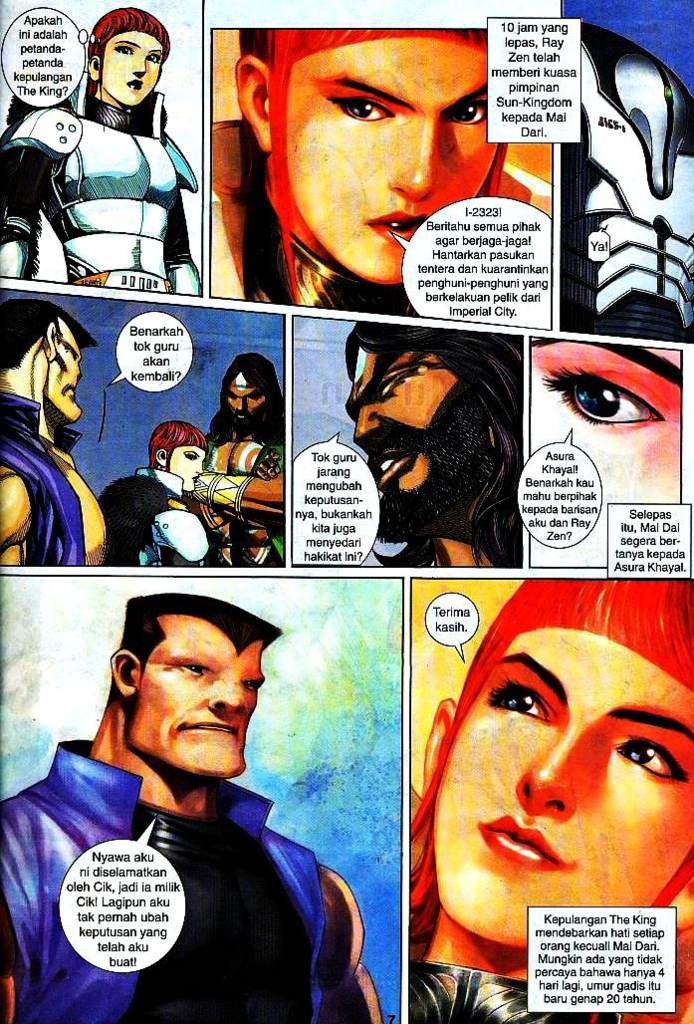 Apakah
ini adalah
petanda-
petanda
kepulangan
The King?
10 jam yang
lepas, Ray
Zen telah
memberi kuasa
pimpinan
Sun-Kingdom
kepada Mai
Dari.
I-2323!
Beritahu semua pihak
agar berjaga-jaga!
Hantarkan pasukan
tentera dan kuarantinkan
penghuni-penghuni yang
berkelakuan pelik dari
Imperial City.
Ya!
Benarkah
tok guru
akan
kembali?
Tok guru
jarang
mengubah
keputusan-
nya, bukankah
kita juga
menyedari
hakikat ini?
Asura
Khayal!
Benarkah kau
mahu berpihak
kepada barisan
aku dan Ray
Zen?
Selepas
itu, Mai Dai
segera ber-
tanya kepada
Asura Khayal.
Nyawa aku
ni diselamatkan
oleh Cik, jadi ia milik
Cik! Lagipun aku
tak pernah ubah
keputusan yang
telah aku
buat!
Terima
kasih.
Kepulangan The King
mendebarkan hati setiap
orang kecuali Mai Dari.
Mungkin ada yang tidak
percaya bahawa hanya 4
hari lagi, umur gadis itu
baru genap 20 tahun.
7